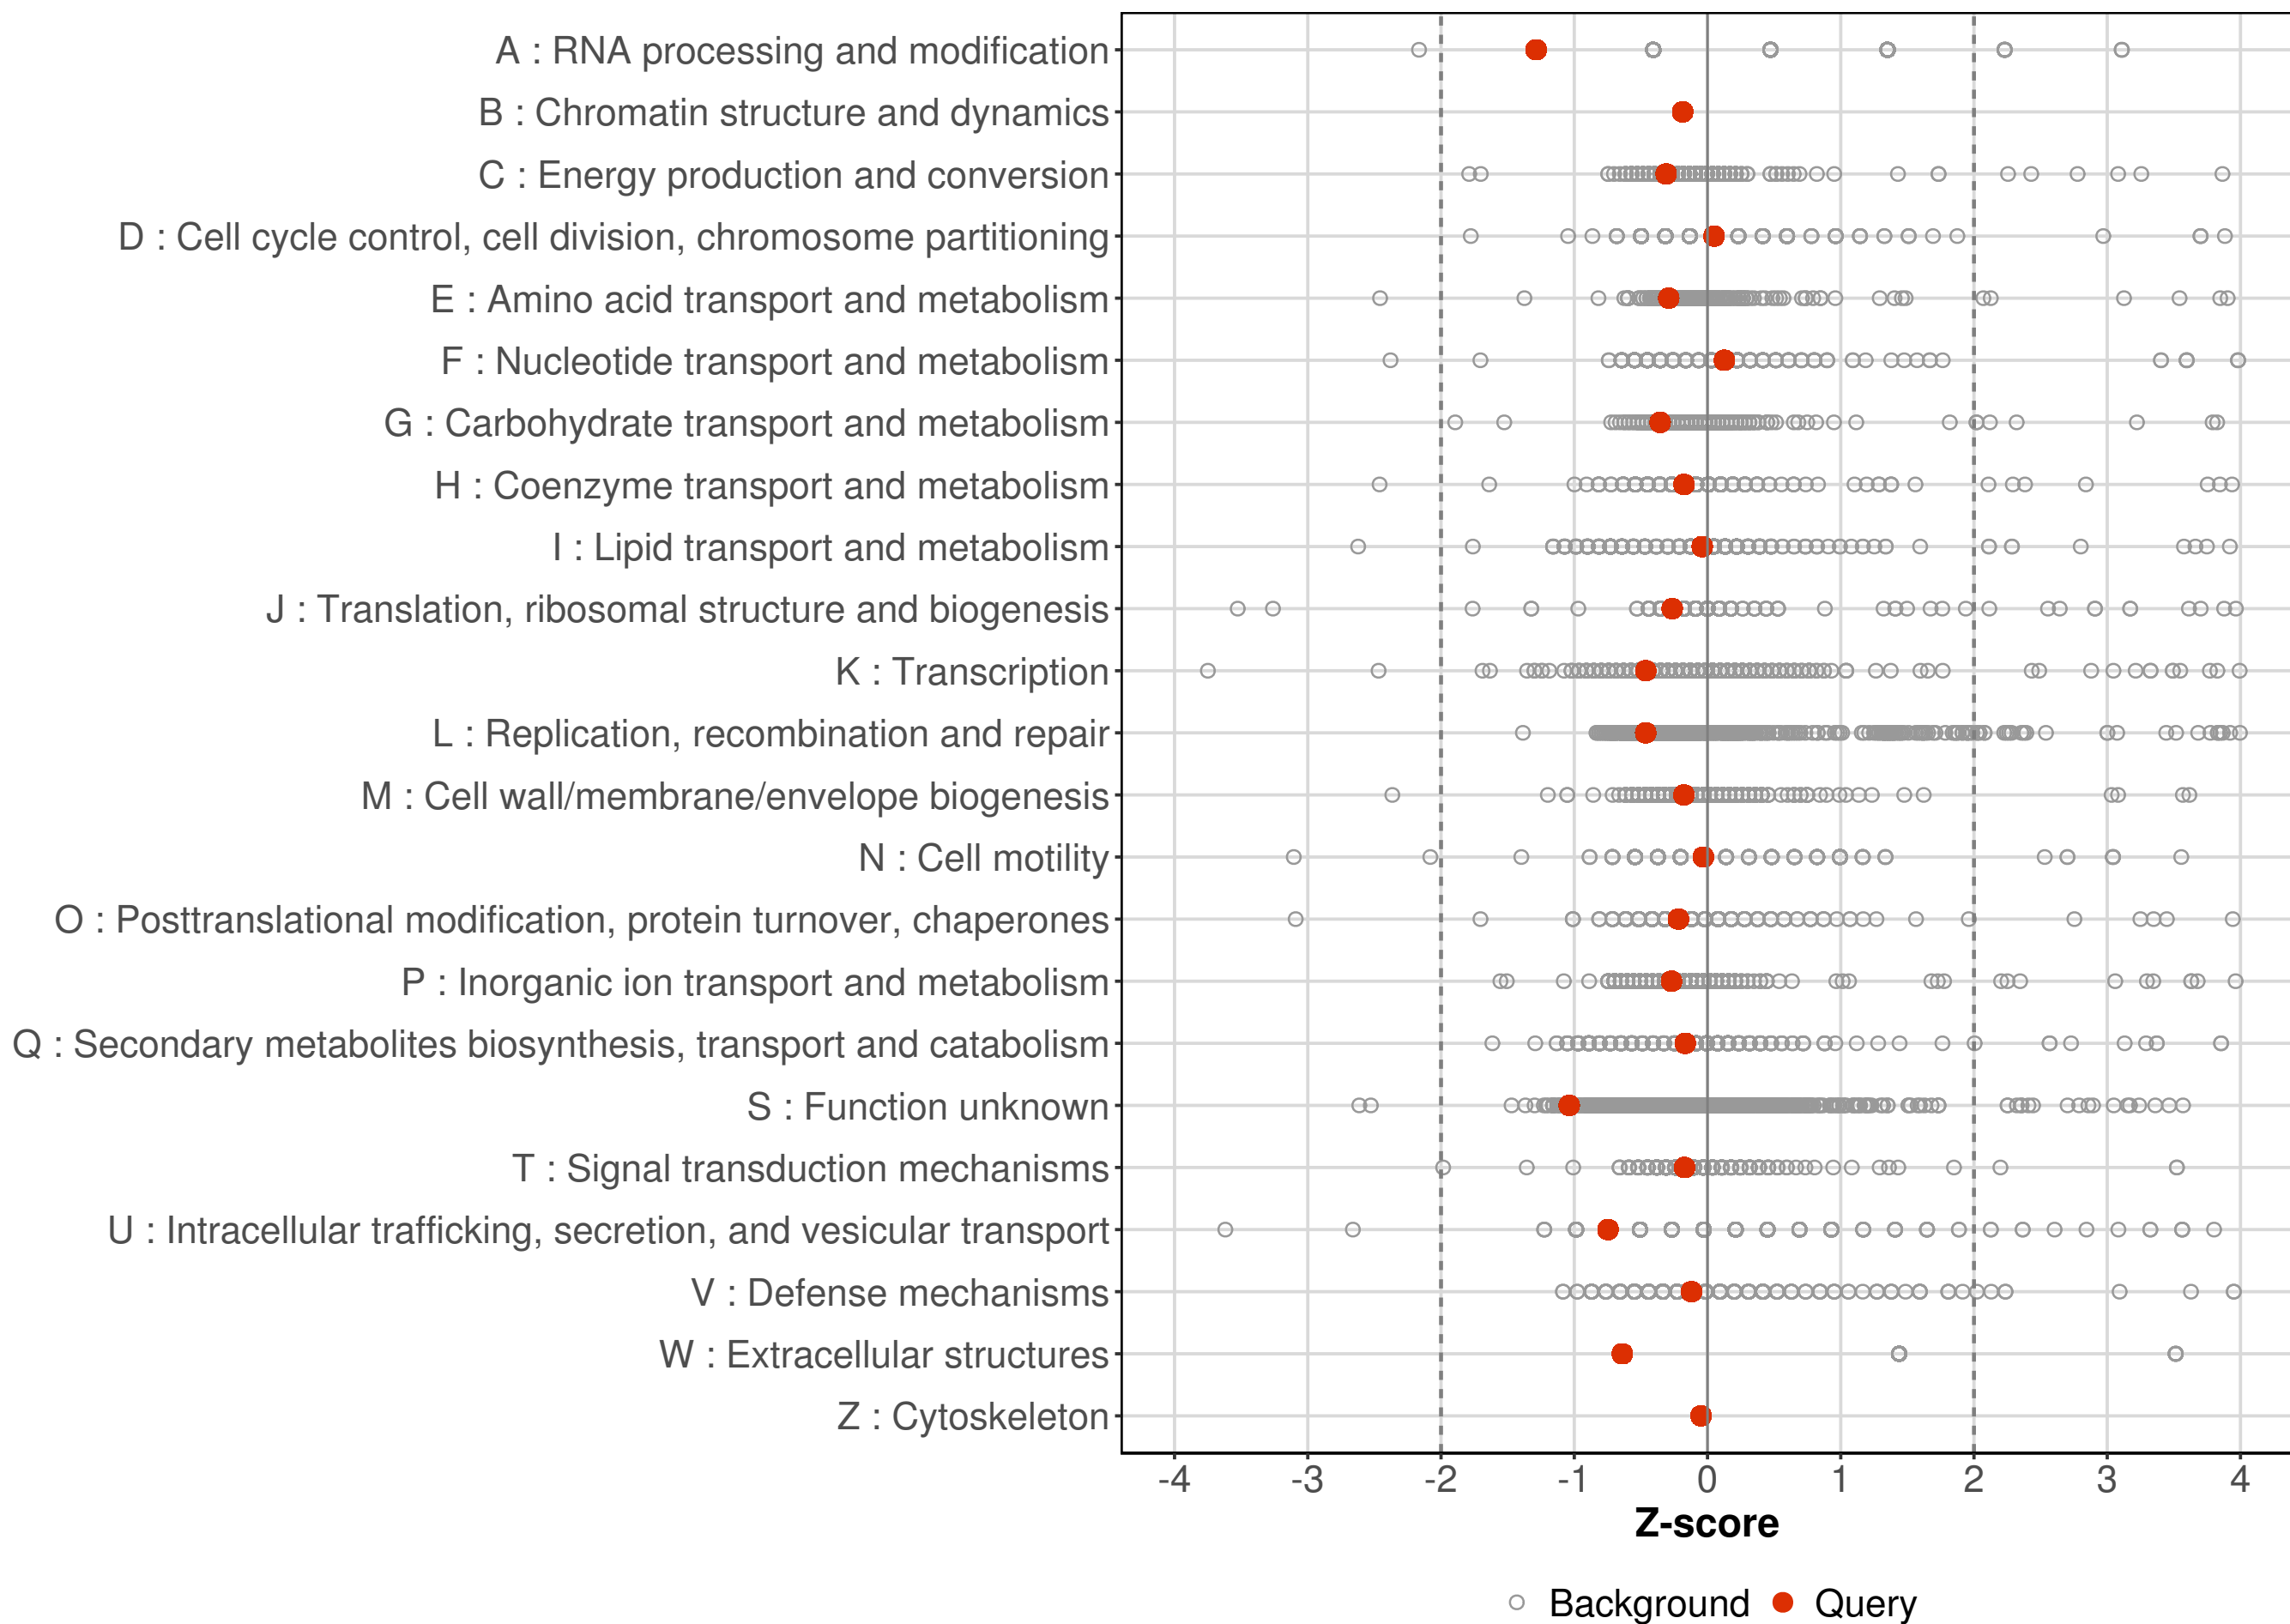 A : RNA processing and modification
B : Chromatin structure and dynamics
C : Energy production and conversion
D : Cell cycle control, cell division, chromosome partitioning
E : Amino acid transport and metabolism
F : Nucleotide transport and metabolism
G : Carbohydrate transport and metabolism
H : Coenzyme transport and metabolism
I : Lipid transport and metabolism
J : Translation, ribosomal structure and biogenesis
K : Transcription
L : Replication, recombination and repair
M : Cell wall/membrane/envelope biogenesis
N : Cell motility
O : Posttranslational modification, protein turnover, chaperones
P : Inorganic ion transport and metabolism
Q : Secondary metabolites biosynthesis, transport and catabolism
S : Function unknown
T : Signal transduction mechanisms
U : Intracellular trafficking, secretion, and vesicular transport
V : Defense mechanisms
W : Extracellular structures
Z : Cytoskeleton
-4 -3 -2 -1 0 1 2 3 4
Z-score
Background Query